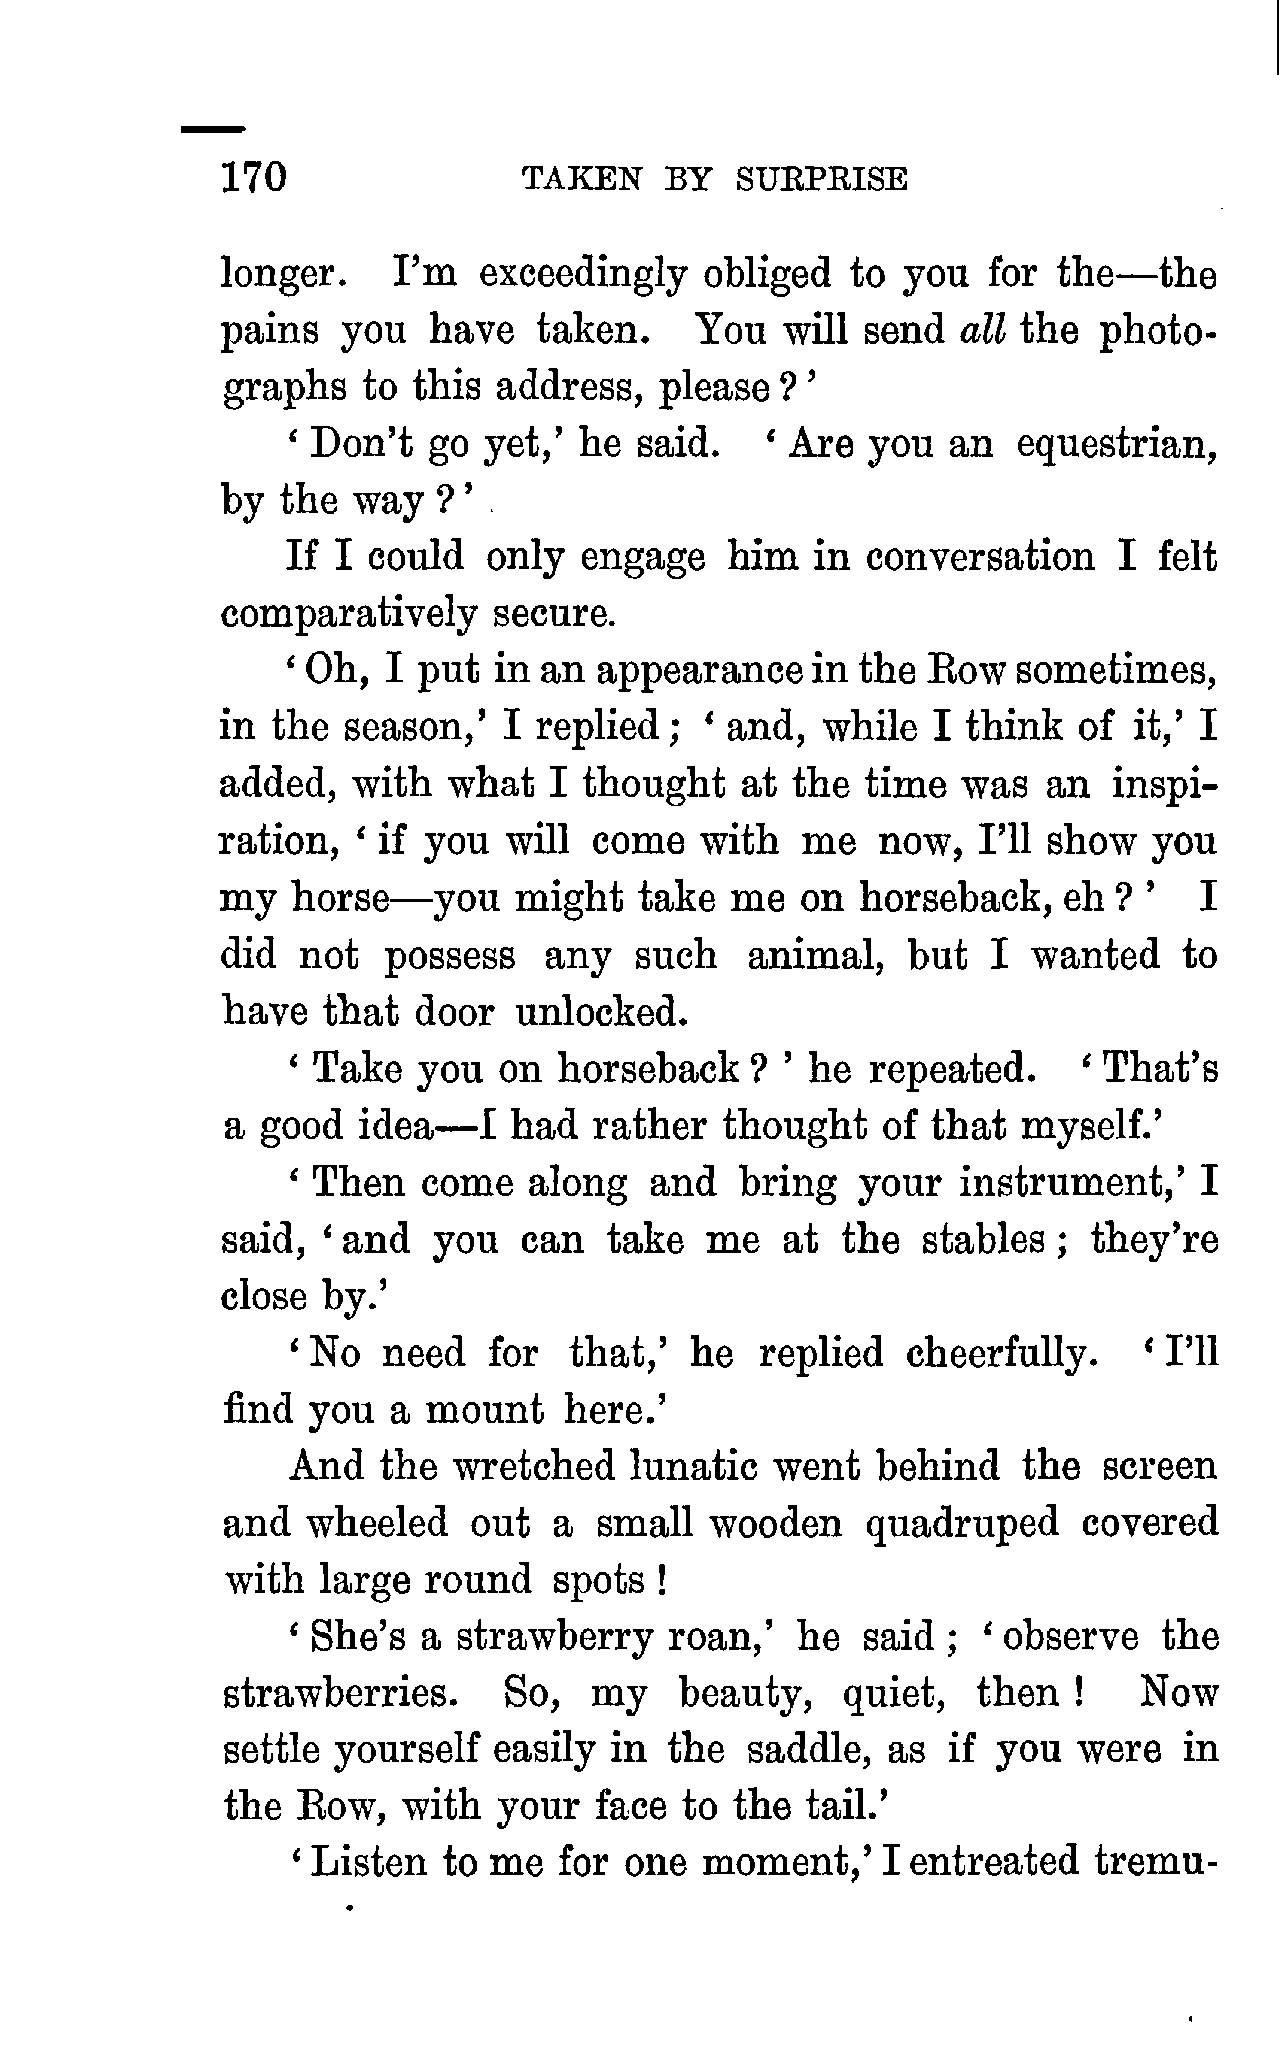 170 TAKEN BY SURPRISE
longer. I'm exceedingly obliged to you for the—the
pains you have taken. You will send all the photo-
graphs to this address, please ? '
' Don't go yet,' he said. ' Are you an equestrian,
by the way ? '
If I could only engage him in conversation I felt
comparatively secure.
' Oh, I put in an appearance in the Row sometimes,
in the season,' I replied ; ' and, while I think of it,' I
added, with what I thought at the time was an inspi-
ration, ' if you will come with me now, I'll show you
my horse—you might take me on horseback, eh ? ' I
did not possess any such animal, but I wanted to
have that door unlocked.
' Take you on horseback ? ' he repeated. ' That's
a good idea—I had rather thought of that myself.'
' Then come along and bring your instrument,' I
said, ' and you can take me at the stables ; they're
close by.'
' No need for that,' he replied cheerfully. ' I'll
find you a mount here.'
And the wretched lunatic went behind the screen
and wheeled out a small wooden quadruped covered
with large round spots !
' She's a strawberry roan,' he said ; ' observe the
strawberries. So, my beauty, quiet, then ! Now
settle yourself easily in the saddle, as if you were in
the Row, with your face to the tail.'
' Listen to me for one moment,' I entreated tremu-